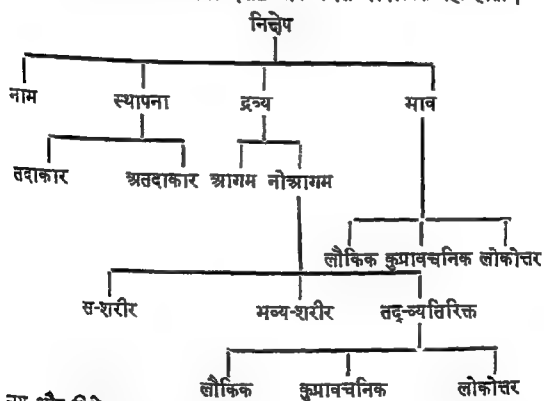 निक्षेप
नाम स्थापना द्रव्य भाव
तदाकार अतदाकार आगम नोआगम
लौकिक कुप्रावचनिक लोकोत्तर
स-शरीर भव्य-शरीर तद्-व्यतिरिक्त
लौकिक कुप्रावचनिक लोकोत्तर